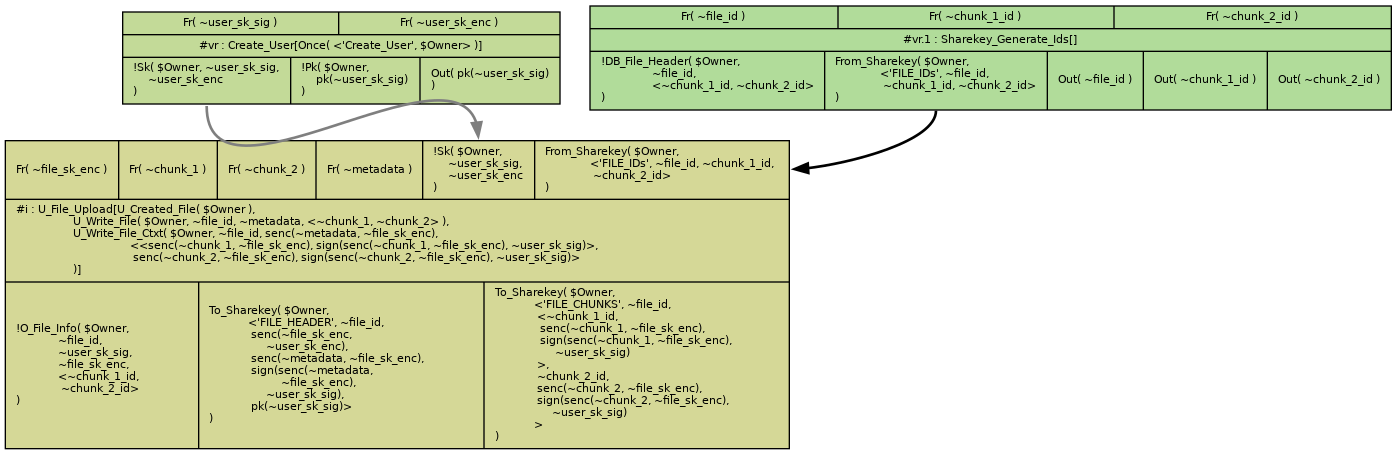 Fr( ~user_sk_sig )
Fr( ~user_sk_enc )
#vr : Create_User[Once( <'Create_User', $Owner> )]
!Sk( $Owner, ~user_sk_sig,
~user_sk_enc
)
!Pk( $Owner,
pk(~user_sk_sig)
)
Out( pk(~user_sk_sig)
)
Fr( ~file_id )
Fr( ~chunk_1_id )
Fr( ~chunk_2_id )
#vr.1 : Sharekey_Generate_Ids[]
!DB_File_Header( $Owner,
~file_id,
<~chunk_1_id, ~chunk_2_id>
)
From_Sharekey( $Owner,
<'FILE_IDs', ~file_id,
~chunk_1_id, ~chunk_2_id>
)
Out( ~file_id )
Out( ~chunk_1_id )
Out( ~chunk_2_id )
Fr( ~file_sk_enc )
Fr( ~chunk_1 )
Fr( ~chunk_2 )
Fr( ~metadata )
!Sk( $Owner,
~user_sk_sig,
~user_sk_enc
)
From_Sharekey( $Owner,
<'FILE_IDs', ~file_id, ~chunk_1_id,
~chunk_2_id>
)
#i : U_File_Upload[U_Created_File( $Owner ),
U_Write_File( $Owner, ~file_id, ~metadata, <~chunk_1, ~chunk_2> ),
U_Write_File_Ctxt( $Owner, ~file_id, senc(~metadata, ~file_sk_enc),
<<senc(~chunk_1, ~file_sk_enc), sign(senc(~chunk_1, ~file_sk_enc), ~user_sk_sig)>,
senc(~chunk_2, ~file_sk_enc), sign(senc(~chunk_2, ~file_sk_enc), ~user_sk_sig)>
)]
!O_File_Info( $Owner,
~file_id,
~user_sk_sig,
~file_sk_enc,
<~chunk_1_id,
~chunk_2_id>
)
To_Sharekey( $Owner,
<'FILE_HEADER', ~file_id,
senc(~file_sk_enc,
~user_sk_enc),
senc(~metadata, ~file_sk_enc),
sign(senc(~metadata,
~file_sk_enc),
~user_sk_sig),
pk(~user_sk_sig)>
)
To_Sharekey( $Owner,
<'FILE_CHUNKS', ~file_id,
<~chunk_1_id,
senc(~chunk_1, ~file_sk_enc),
sign(senc(~chunk_1, ~file_sk_enc),
~user_sk_sig)
>,
~chunk_2_id,
senc(~chunk_2, ~file_sk_enc),
sign(senc(~chunk_2, ~file_sk_enc),
~user_sk_sig)
>
)